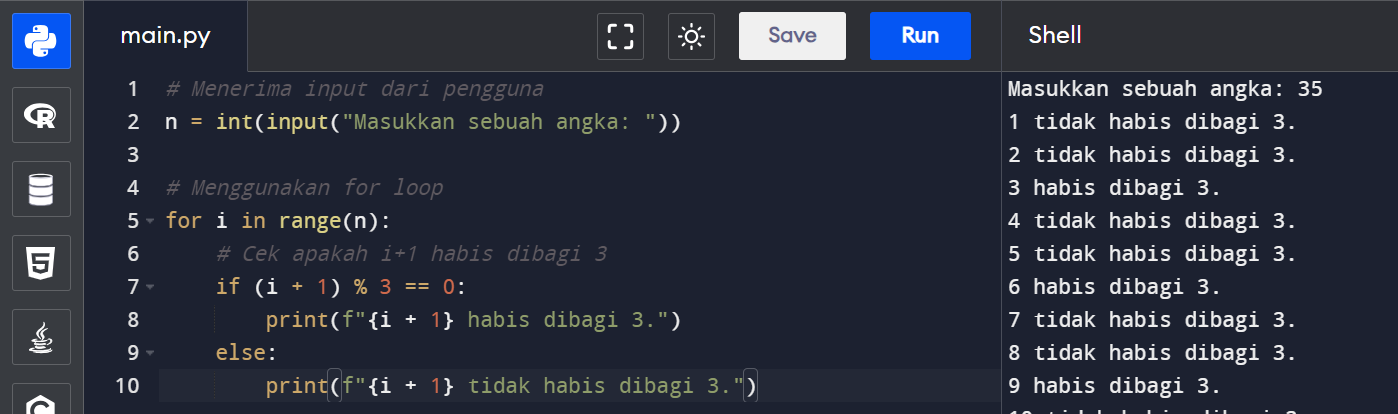 main.py
Save
Run
Shell
1 # Menerima input dari pengguna
2 n = int(input("Masukkan sebuah angka: "))
3
4 # Menggunakan for loop
5 for i in range(n):
6 # Cek apakah i+1 habis dibagi 3
7 if (i + 1) % 3 == 0:
8 print(f"{i + 1} habis dibagi 3.")
9 else:
10 print(f"{i + 1} tidak habis dibagi 3.")
Masukkan sebuah angka: 35
1 tidak habis dibagi 3.
2 tidak habis dibagi 3.
3 habis dibagi 3.
4 tidak habis dibagi 3.
5 tidak habis dibagi 3.
6 habis dibagi 3.
7 tidak habis dibagi 3.
8 tidak habis dibagi 3.
9 habis dibagi 3.